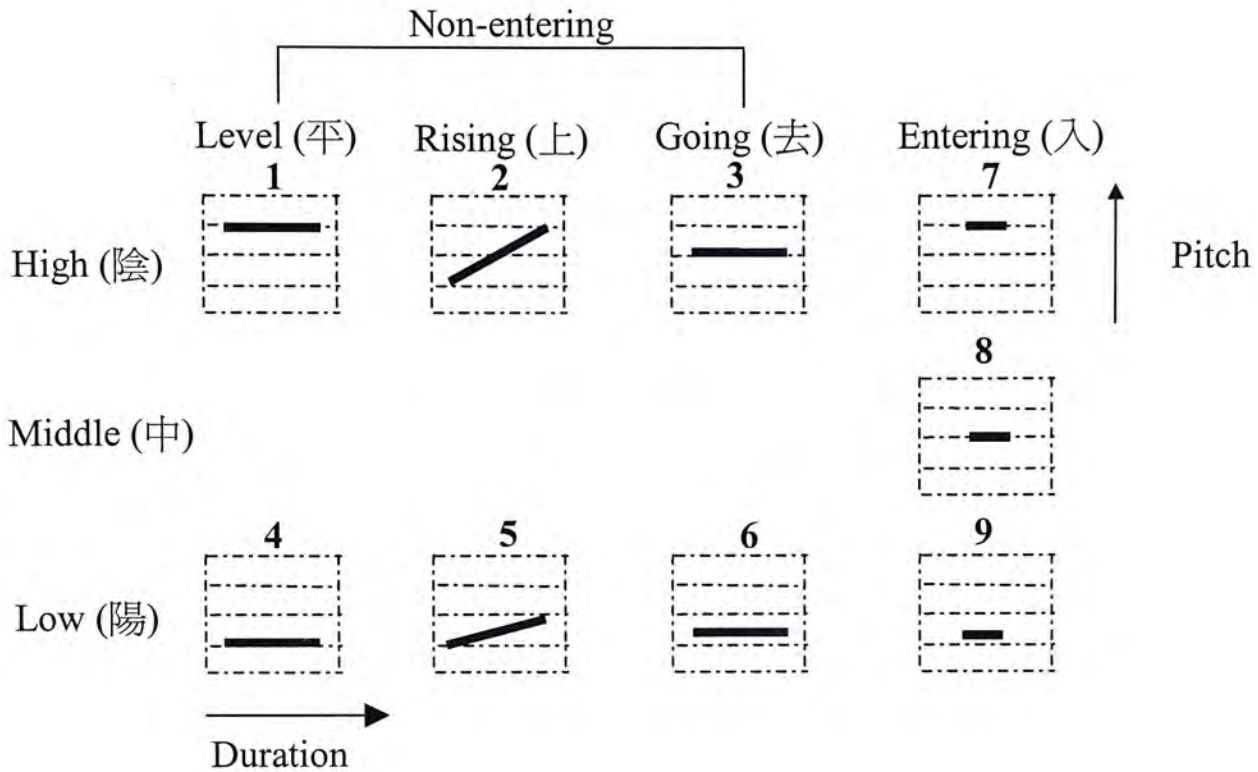 Non-entering
Level (平) Rising (上) Going (去) Entering (入)
1 2 3 7
High (陰) Pitch
8
Middle (中)
4 5 6 9
Low (陽)
Duration